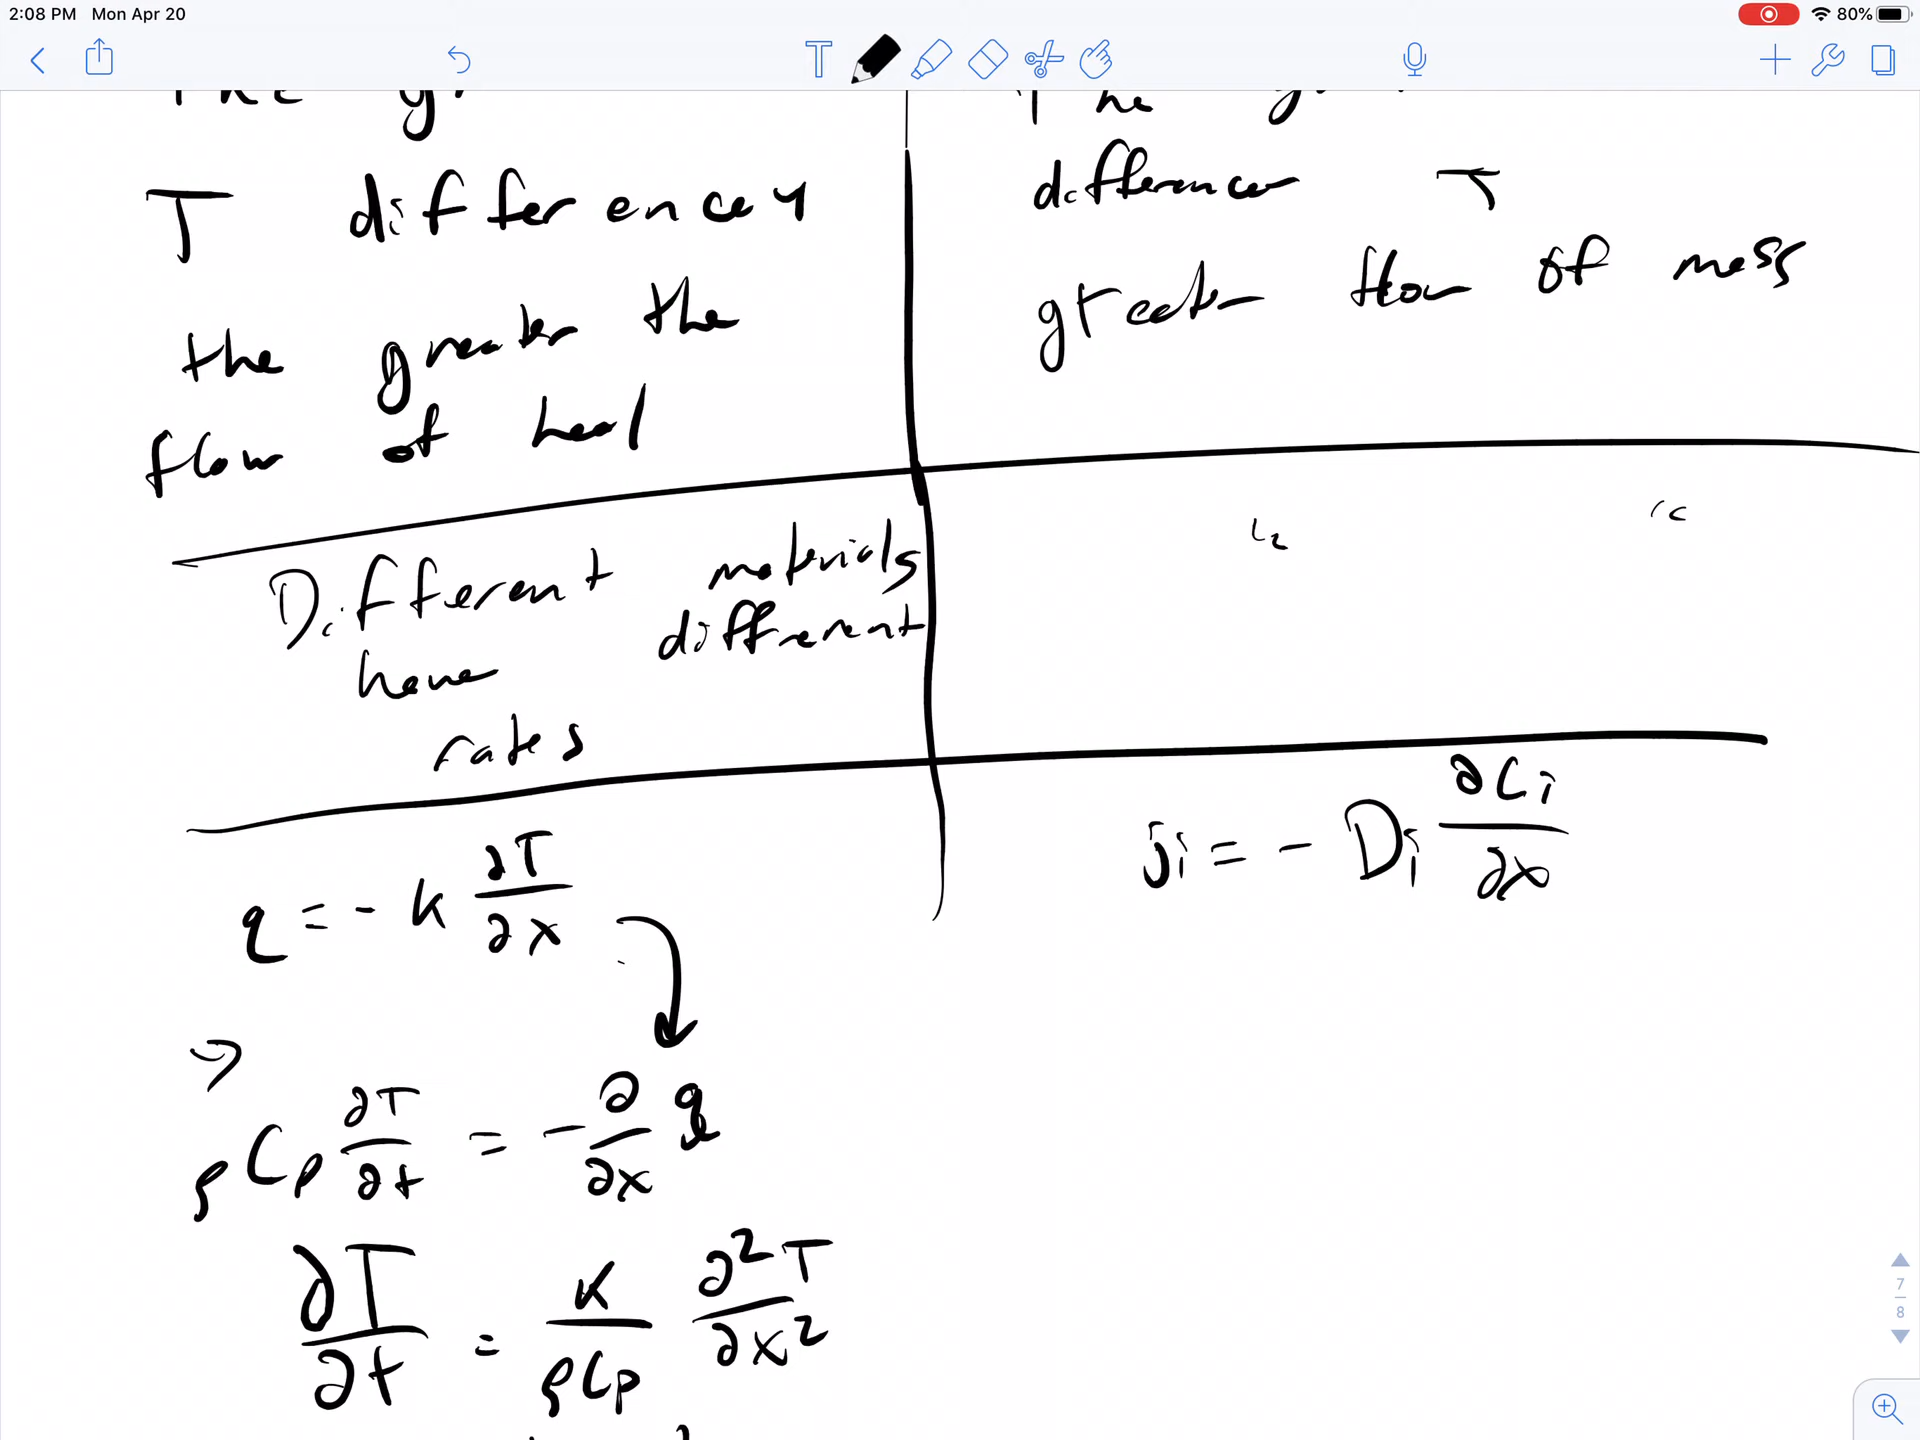 2:08 PM Mon Apr 20
80%
T difference
the greater the
flow of heat
difference
greater flow of mass
Different materials
have different
rates
q = - k ∂T/∂x
ji = - Di ∂Ci/∂x
=>
ρCp ∂T/∂t = - ∂/∂x q
∂T/∂t = k/ρCp ∂²T/∂x²
7
8